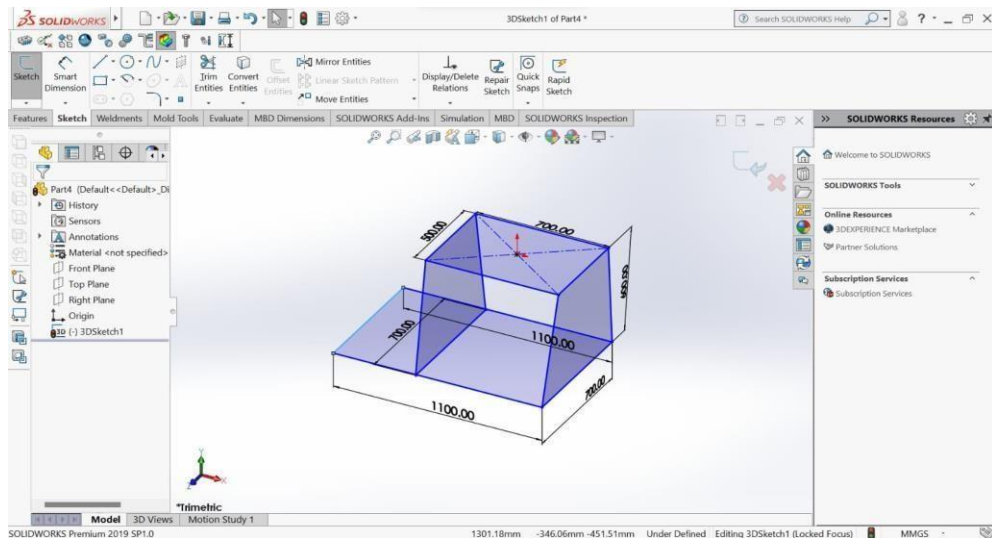 SOLIDWORKS
3DSketch1 of Part4 *
Search SOLIDWORKS Help
Sketch
Smart Dimension
Trim Entities
Convert Entities
Offset Entities
Mirror Entities
Linear Sketch Pattern
Move Entities
Display/Delete Relations
Repair Sketch
Quick Snaps
Rapid Sketch
Features Sketch Weldments Mold Tools Evaluate MBD Dimensions SOLIDWORKS Add-Ins Simulation MBD SOLIDWORKS Inspection
Part4 (Default<<Default>_Di
History
Sensors
Annotations
Material <not specified>
Front Plane
Top Plane
Right Plane
Origin
3D (-) 3DSketch1
500.00
700.00
700.00
1100.00
1100.00
700.00
*Trimetric
SOLIDWORKS Resources
Welcome to SOLIDWORKS
SOLIDWORKS Tools
Online Resources
3DEXPERIENCE Marketplace
Partner Solutions
Subscription Services
Subscription Services
Model 3D Views Motion Study 1
SOLIDWORKS Premium 2019 SP1.0
1301.18mm -346.06mm -451.51mm Under Defined Editing 3DSketch1 (Locked Focus) MMGS